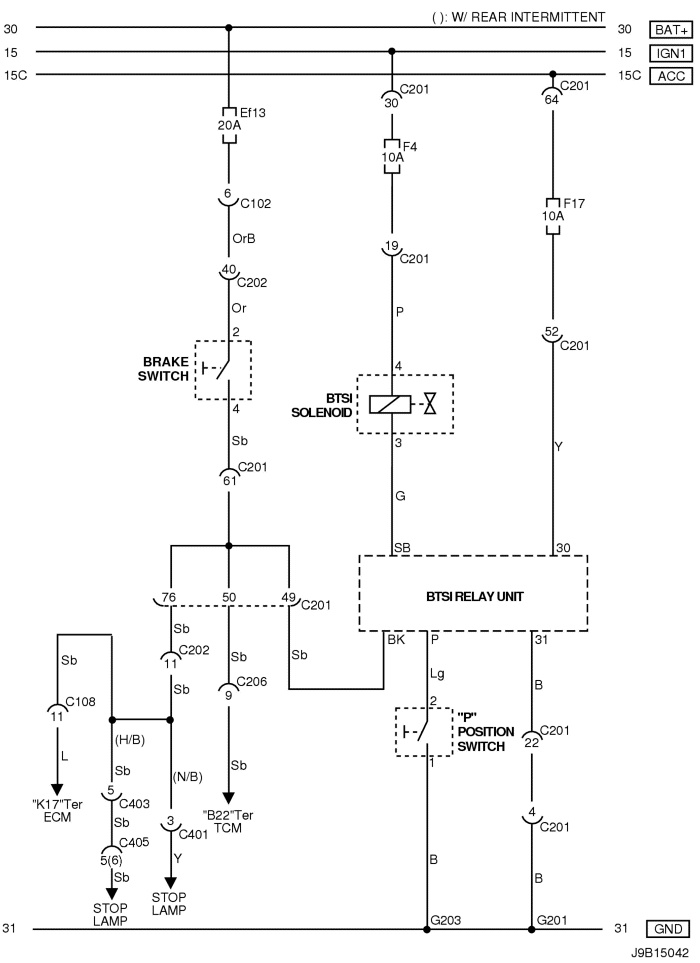 ( ): W/ REAR INTERMITTENT
30
30
BAT+
15
15
IGN1
15C
15C
ACC
C201
30
C201
64
Ef13
20A
F4
10A
F17
10A
6
C102
OrB
40
C202
Or
19
C201
P
52
C201
2
BRAKE
SWITCH
4
4
BTSI
SOLENOID
3
Sb
C201
61
G
Y
SB
30
BTSI RELAY UNIT
76
50
49
C201
BK
P
31
Sb
C202
11
Sb
Sb
C206
9
Sb
Sb
Lg
2
"P"
POSITION
SWITCH
1
B
C201
22
Sb
C108
11
L
"K17"Ter
ECM
(H/B)
Sb
5
C403
Sb
C405
5(6)
Sb
STOP
LAMP
(N/B)
3
C401
Y
STOP
LAMP
Sb
"B22"Ter
TCM
4
C201
B
B
G203
G201
31
31
GND
J9B15042